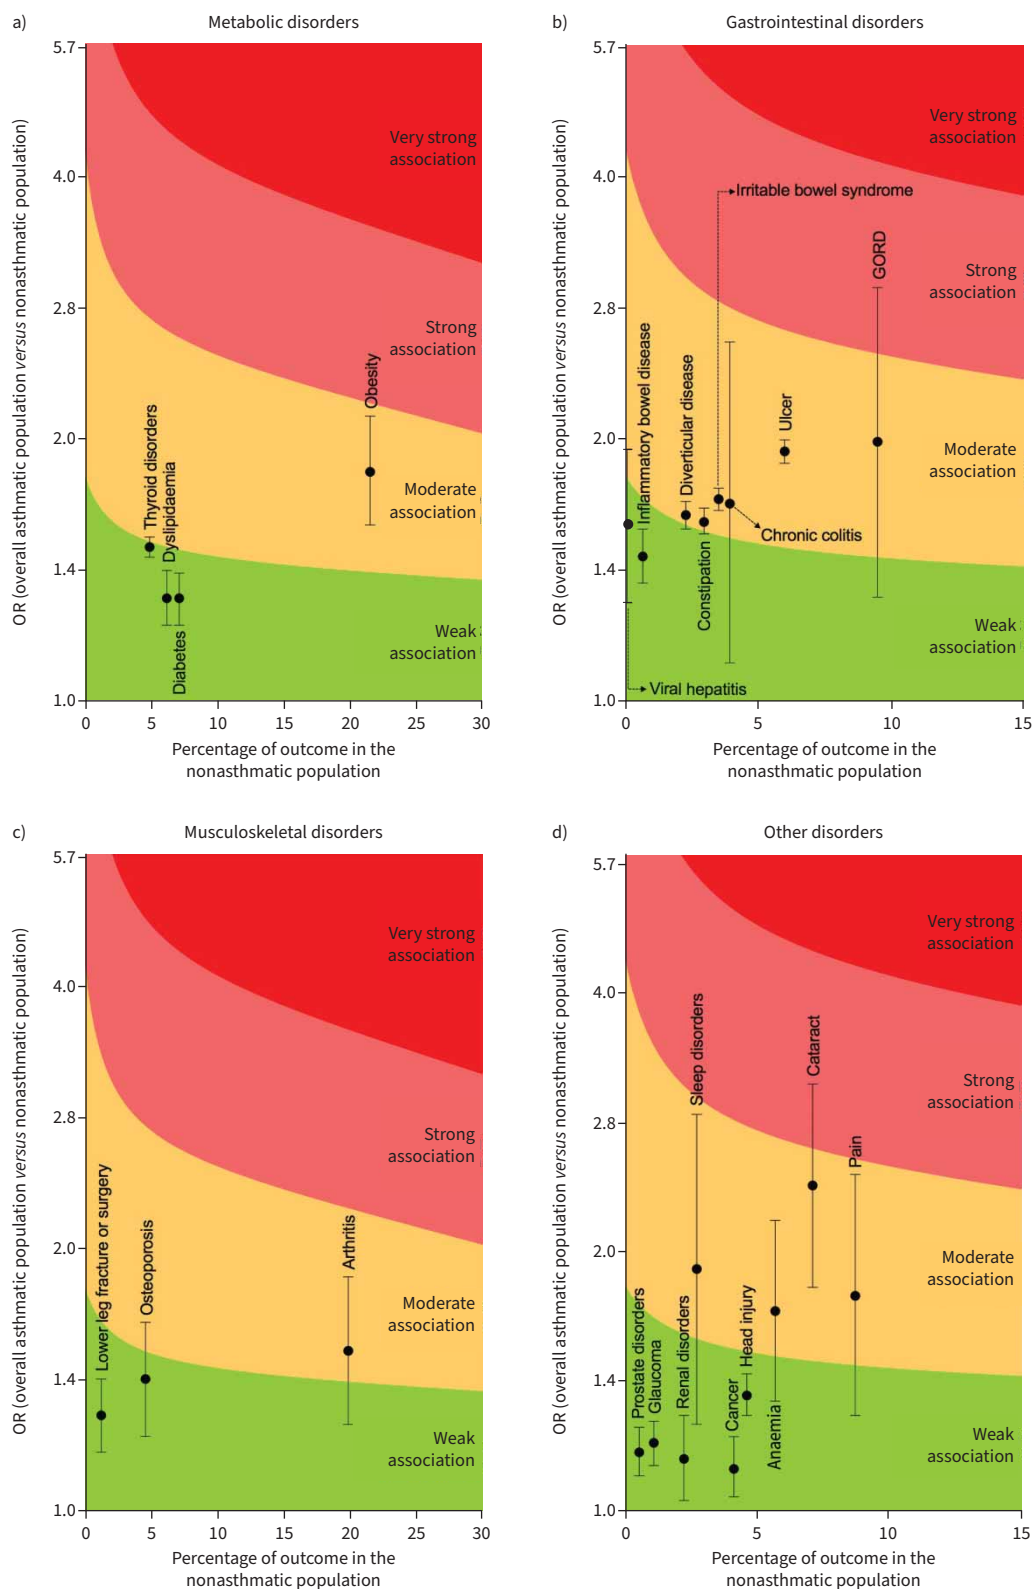 a)
Metabolic disorders
OR (overall asthmatic population versus nonasthmatic population)
5.7
4.0
2.8
2.0
1.4
1.0
Very strong
association
Strong
association
Moderate
association
Weak
association
Thyroid disorders
Dyslipidaemia
Diabetes
Obesity
0
5
10
15
20
25
30
Percentage of outcome in the
nonasthmatic population
b)
Gastrointestinal disorders
OR (overall asthmatic population versus nonasthmatic population)
5.7
4.0
2.8
2.0
1.4
1.0
Very strong
association
Strong
association
Moderate
association
Weak
association
Irritable bowel syndrome
GORD
Inflammatory bowel disease
Diverticular disease
Ulcer
Chronic colitis
Constipation
Viral hepatitis
0
5
10
15
Percentage of outcome in the
nonasthmatic population
c)
Musculoskeletal disorders
OR (overall asthmatic population versus nonasthmatic population)
5.7
4.0
2.8
2.0
1.4
1.0
Very strong
association
Strong
association
Moderate
association
Weak
association
Lower leg fracture or surgery
Osteoporosis
Arthritis
0
5
10
15
20
25
30
Percentage of outcome in the
nonasthmatic population
d)
Other disorders
OR (overall asthmatic population versus nonasthmatic population)
5.7
4.0
2.8
2.0
1.4
1.0
Very strong
association
Strong
association
Moderate
association
Weak
association
Prostate disorders
Glaucoma
Renal disorders
Sleep disorders
Cancer
Head injury
Anaemia
Cataract
Pain
0
5
10
15
Percentage of outcome in the
nonasthmatic population